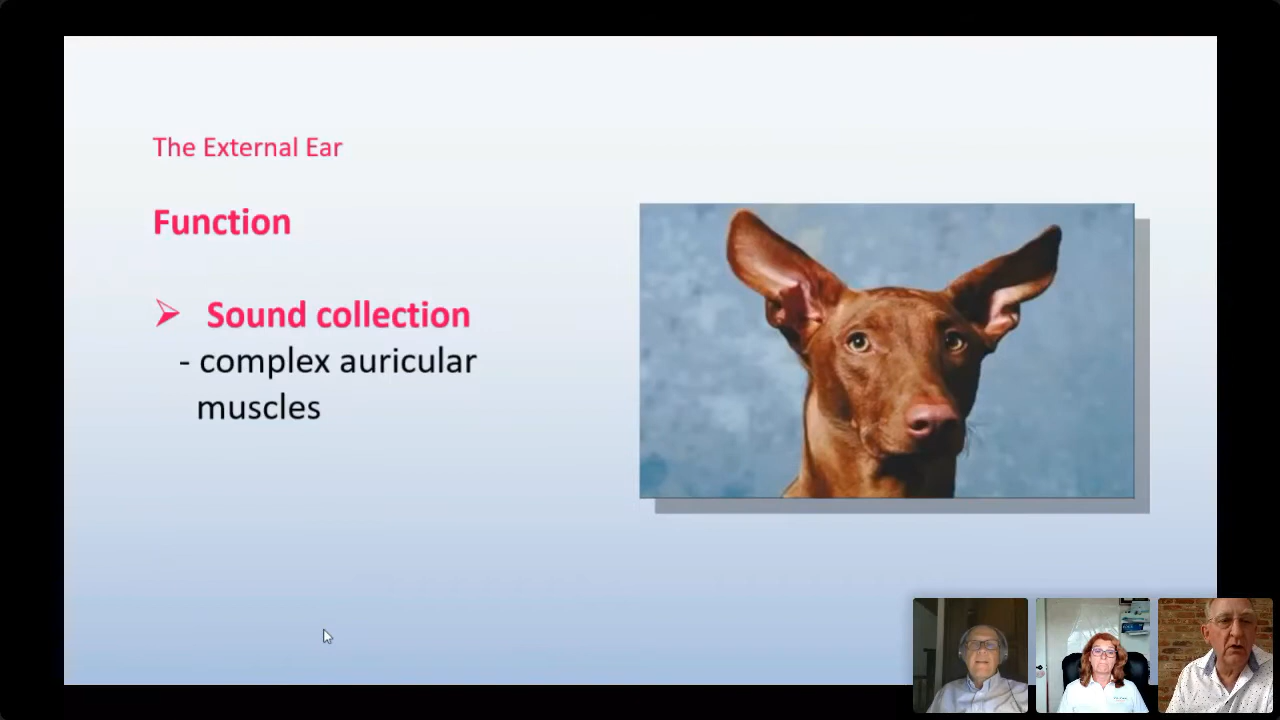 The External Ear
Function
Sound collection
- complex auricular
muscles